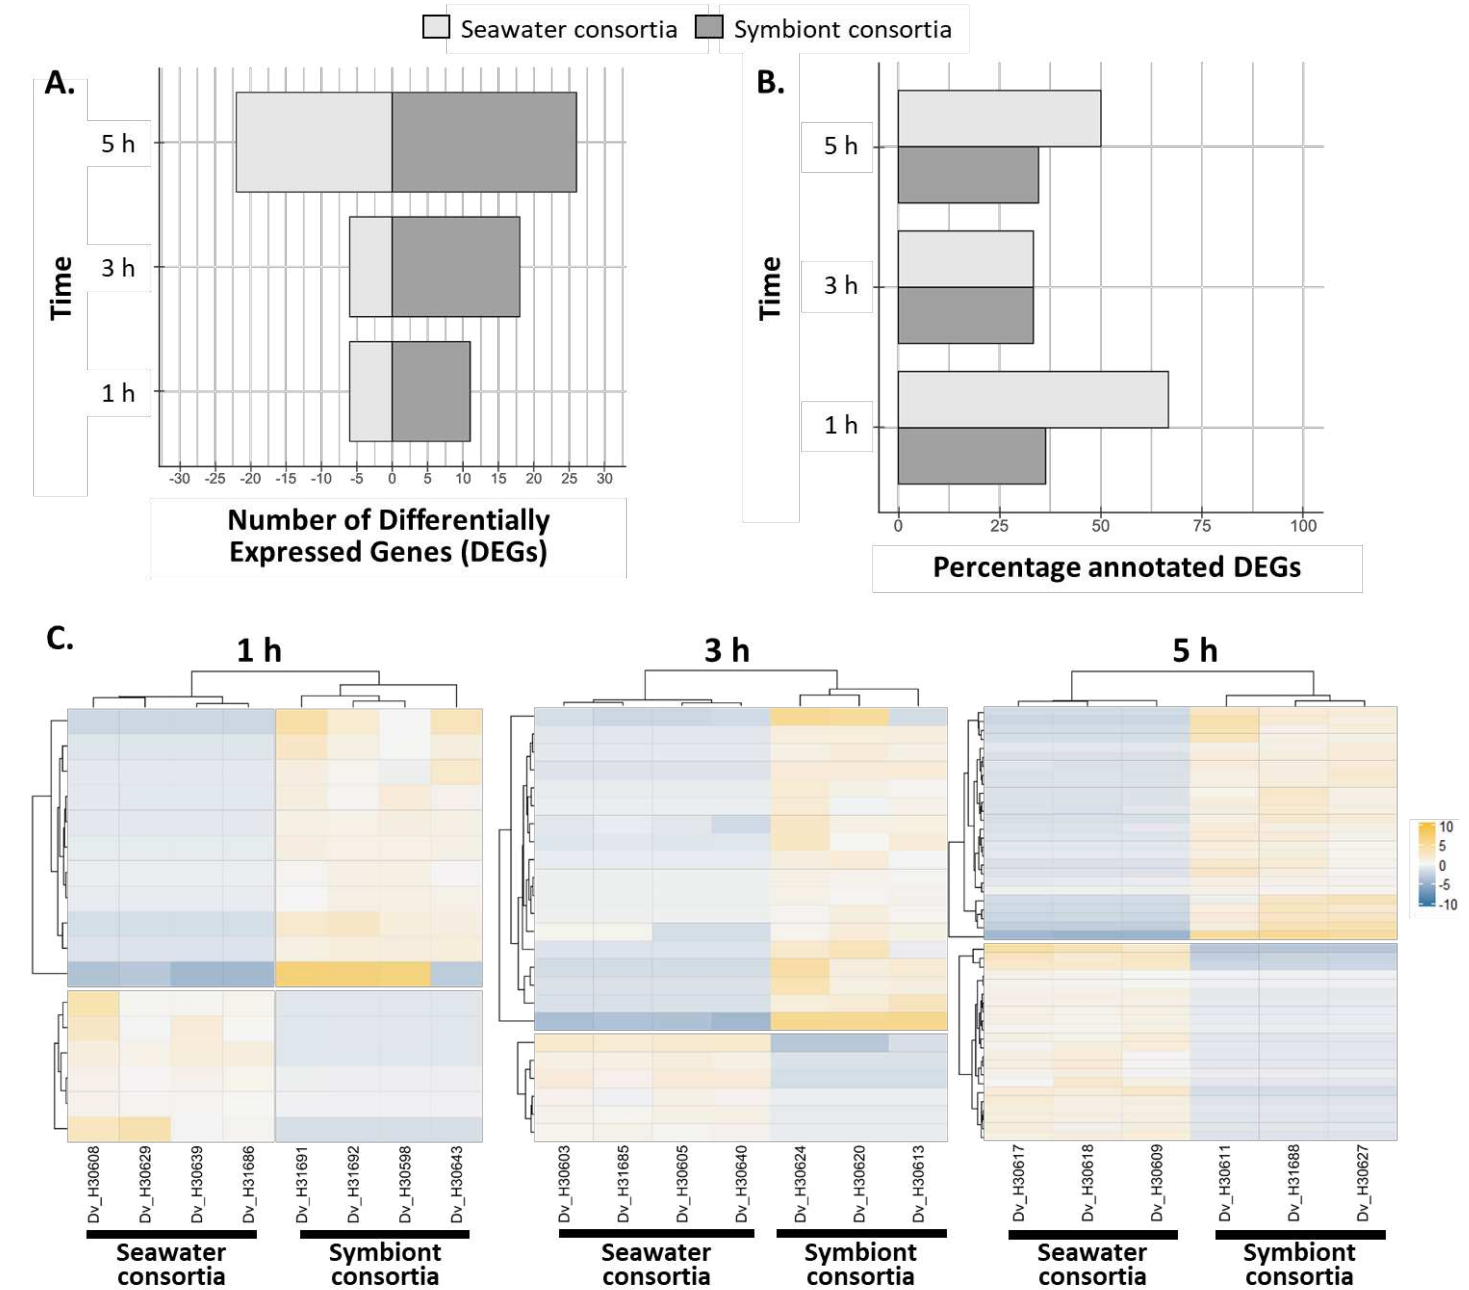 Seawater consortia Symbiont consortia
A.
Time
5 h
3 h
1 h
-30 -25 -20 -15 -10 -5 0 5 10 15 20 25 30
Number of Differentially
Expressed Genes (DEGs)
B.
Time
5 h
3 h
1 h
0 25 50 75 100
Percentage annotated DEGs
C.
1 h 3 h 5 h
10
5
0
-5
-10
Dv_H30608
Dv_H30629
Dv_H30639
Dv_H31686
Dv_H31691
Dv_H31692
Dv_H30598
Dv_H30643
Dv_H30603
Dv_H31685
Dv_H30605
Dv_H30640
Dv_H30624
Dv_H30620
Dv_H30613
Dv_H30617
Dv_H30618
Dv_H30609
Dv_H30611
Dv_H31688
Dv_H30627
Seawater
consortia
Symbiont
consortia
Seawater
consortia
Symbiont
consortia
Seawater
consortia
Symbiont
consortia